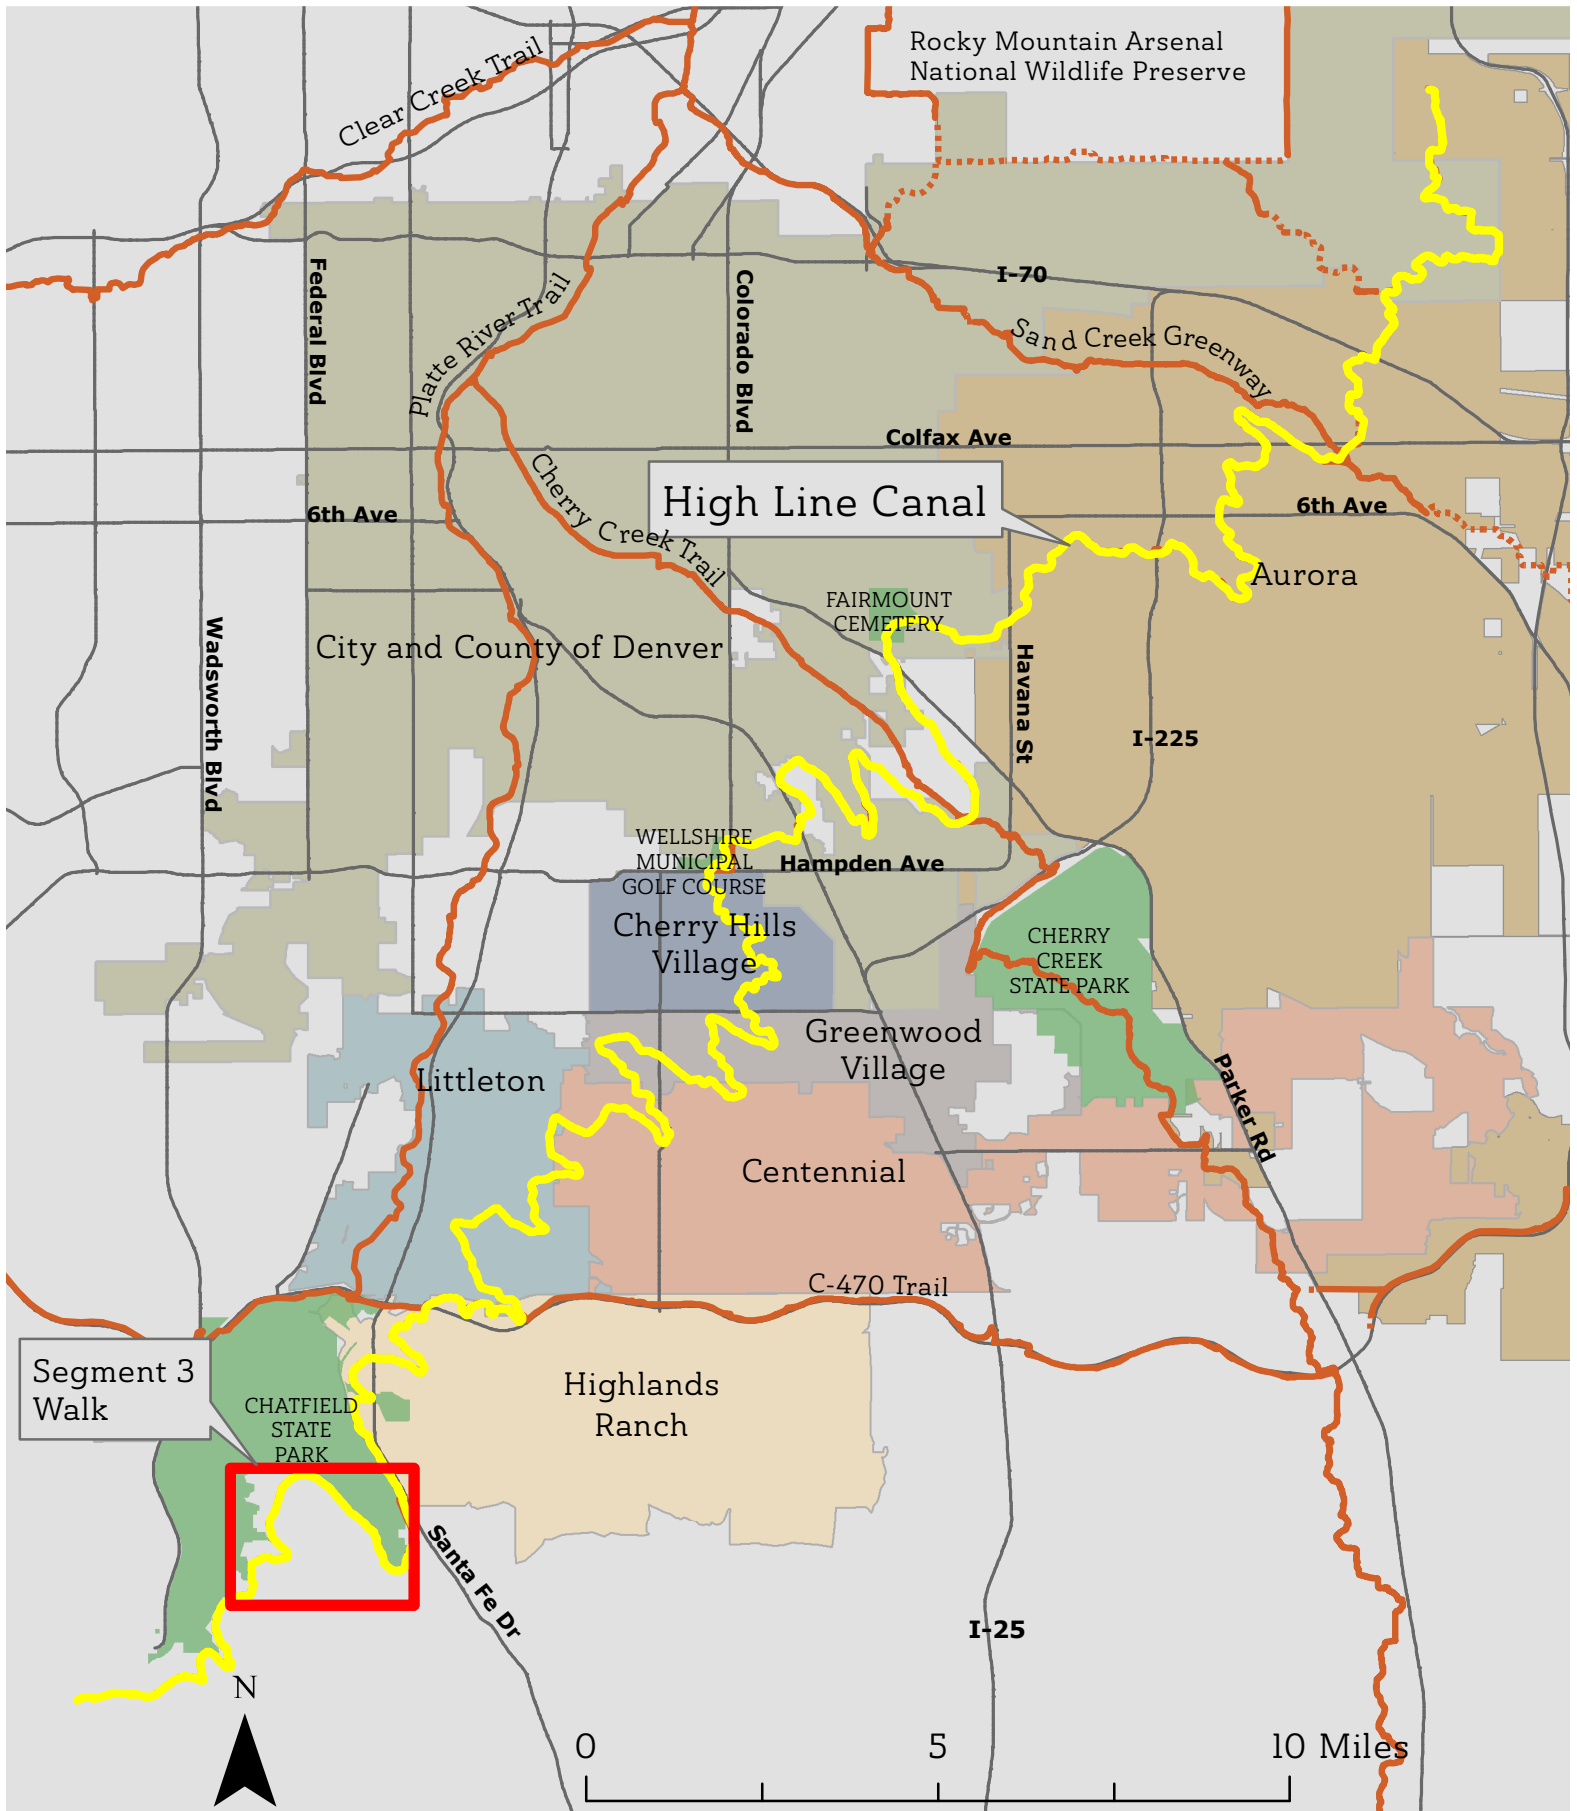 Rocky Mountain Arsenal
National Wildlife Preserve
Clear Creek Trail
I-70
Federal Blvd
Colorado Blvd
Platte River Trail
Sand Creek Greenway
Colfax Ave
High Line Canal
6th Ave
6th Ave
Cherry Creek Trail
Aurora
FAIRMOUNT
CEMETERY
City and County of Denver
Wadsworth Blvd
Havana St
I-225
WELLSHIRE
MUNICIPAL
GOLF COURSE
Hampden Ave
Cherry Hills
Village
CHERRY
CREEK
STATE PARK
Greenwood
Village
Littleton
Parker Rd
Centennial
C-470 Trail
Segment 3
Walk
Highlands
Ranch
CHATFIELD
STATE
PARK
Santa Fe Dr
I-25
N
0 5 10 Miles